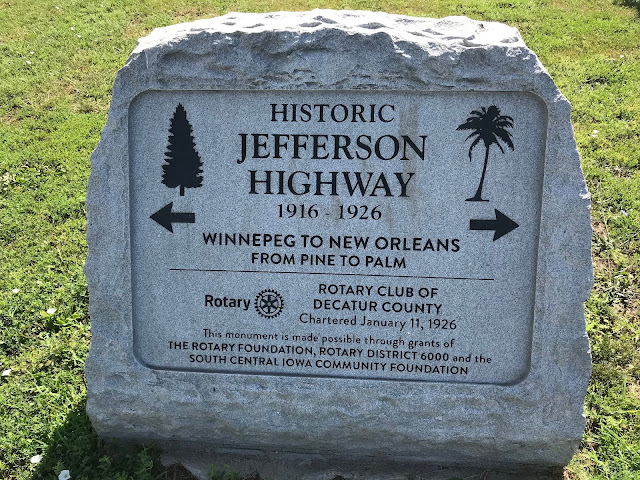 HISTORIC
JEFFERSON
HIGHWAY
1916 - 1926
WINNEPEG TO NEW ORLEANS
FROM PINE TO PALM
Rotary
ROTARY CLUB OF
DECATUR COUNTY
Chartered January 11, 1926
This monument is made possible through grants of
THE ROTARY FOUNDATION, ROTARY DISTRICT 6000 and the
SOUTH CENTRAL IOWA COMMUNITY FOUNDATION